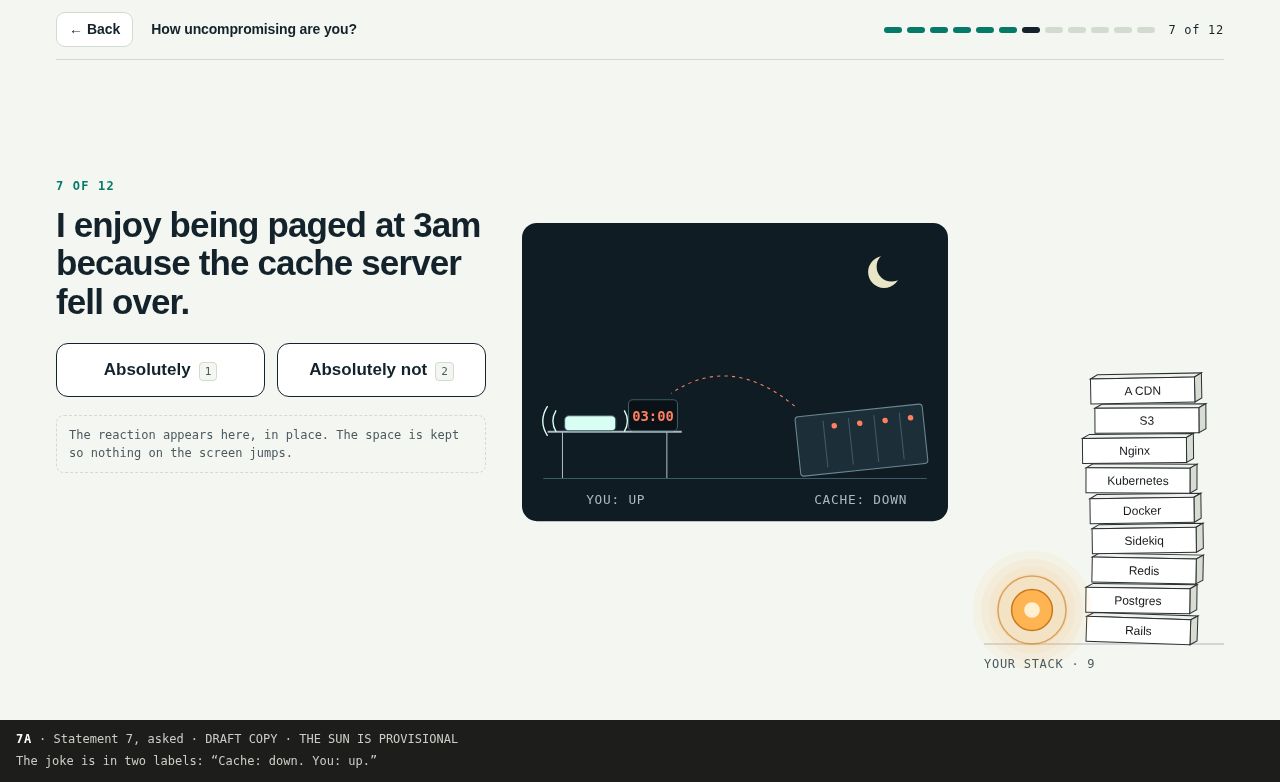 ← Back
How uncompromising are you?
7 of 12
7 OF 12
I enjoy being paged at 3am
because the cache server
fell over.
Absolutely 1
Absolutely not 2
The reaction appears here, in place. The space is kept
so nothing on the screen jumps.
03:00
YOU: UP
CACHE: DOWN
A CDN
S3
Nginx
Kubernetes
Docker
Sidekiq
Redis
Postgres
Rails
YOUR STACK · 9
7A · Statement 7, asked · DRAFT COPY · THE SUN IS PROVISIONAL
The joke is in two labels: “Cache: down. You: up.”